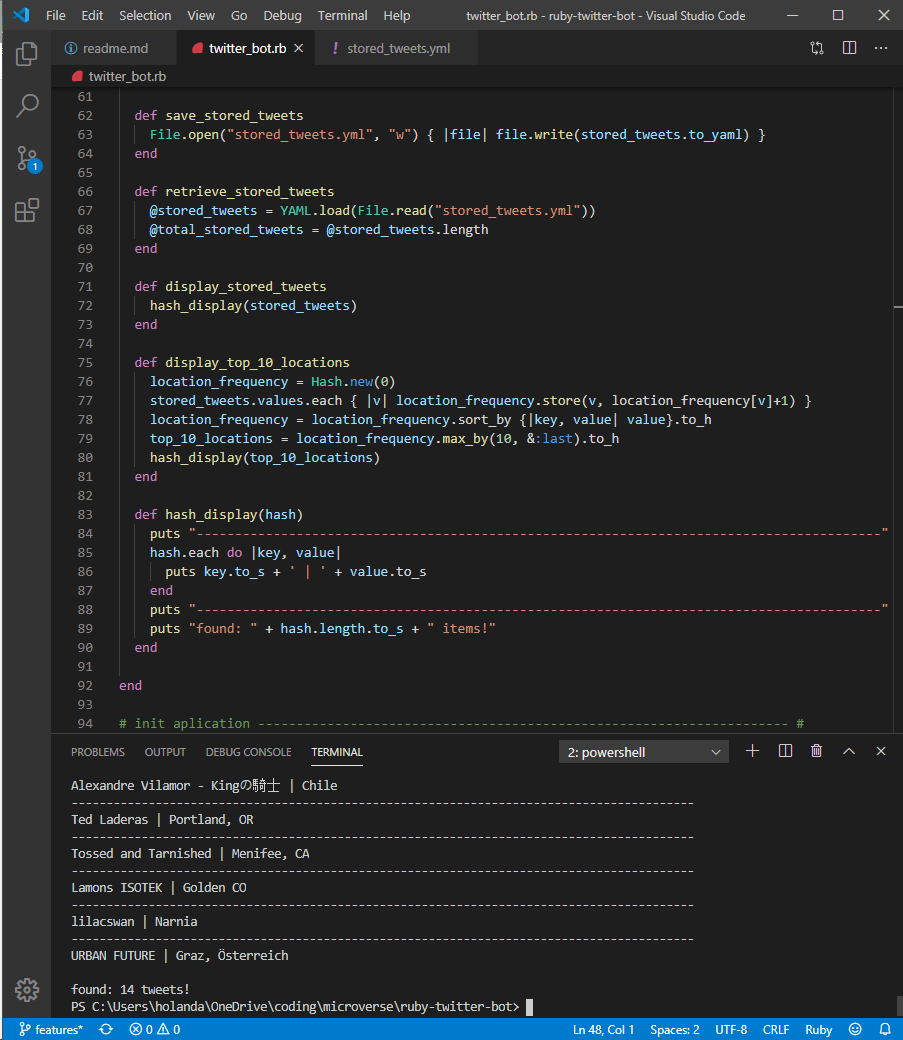 File Edit Selection View Go Debug Terminal Help twitter_bot.rb - ruby-twitter-bot - Visual Studio Code
readme.md twitter_bot.rb stored_tweets.yml
twitter_bot.rb
61
62 def save_stored_tweets
63 File.open("stored_tweets.yml", "w") { |file| file.write(stored_tweets.to_yaml) }
64 end
65
66 def retrieve_stored_tweets
67 @stored_tweets = YAML.load(File.read("stored_tweets.yml"))
68 @total_stored_tweets = @stored_tweets.length
69 end
70
71 def display_stored_tweets
72 hash_display(stored_tweets)
73 end
74
75 def display_top_10_locations
76 location_frequency = Hash.new(0)
77 stored_tweets.values.each { |v| location_frequency.store(v, location_frequency[v]+1) }
78 location_frequency = location_frequency.sort_by {|key, value| value}.to_h
79 top_10_locations = location_frequency.max_by(10, &:last).to_h
80 hash_display(top_10_locations)
81 end
82
83 def hash_display(hash)
84 puts "-----------------------------------------------------------------------------------------"
85 hash.each do |key, value|
86 puts key.to_s + ' | ' + value.to_s
87 end
88 puts "-----------------------------------------------------------------------------------------"
89 puts "found: " + hash.length.to_s + " items!"
90 end
91
92 end
93
94 # init aplication --------------------------------------------------------------------- #
PROBLEMS OUTPUT DEBUG CONSOLE TERMINAL 2: powershell
Alexandre Vilamor - Kingの騎士 | Chile
-----------------------------------------------------------------------------------------
Ted Laderas | Portland, OR
-----------------------------------------------------------------------------------------
Tossed and Tarnished | Menifee, CA
-----------------------------------------------------------------------------------------
Lamons ISOTEK | Golden CO
-----------------------------------------------------------------------------------------
lilacswan | Narnia
-----------------------------------------------------------------------------------------
URBAN FUTURE | Graz, Österreich
found: 14 tweets!
PS C:\Users\holanda\OneDrive\coding\microverse\ruby-twitter-bot>
features* 0 0 Ln 48, Col 1 Spaces: 2 UTF-8 CRLF Ruby